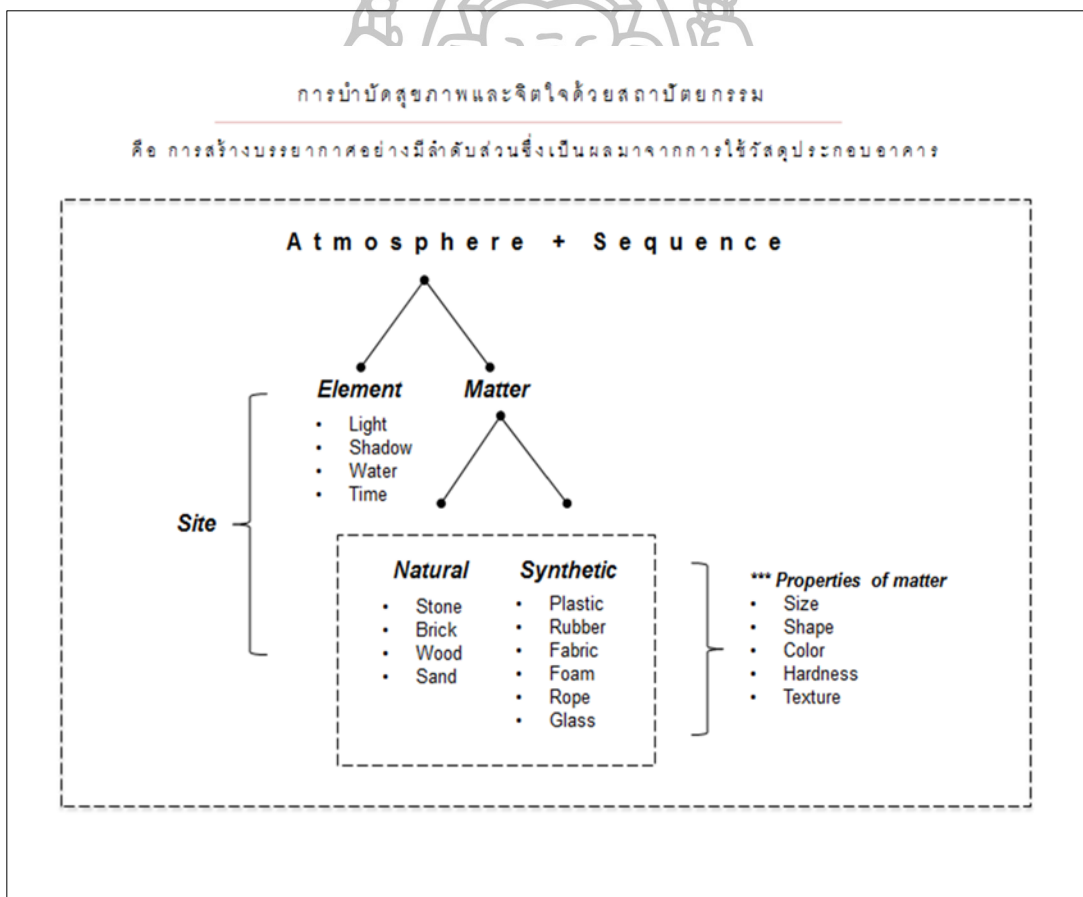 การบำบัดสุขภาพและจิตใจด้วยสถาปัตยกรรม
คือ การสร้างบรรยากาศอย่างมีลำดับส่วนซึ่งเป็นผลมาจากการใช้วัสดุประกอบอาคาร
Atmosphere + Sequence
Element
• Light
• Shadow
• Water
• Time
Matter
Site
Natural
• Stone
• Brick
• Wood
• Sand
Synthetic
• Plastic
• Rubber
• Fabric
• Foam
• Rope
• Glass
*** Properties of matter
• Size
• Shape
• Color
• Hardness
• Texture